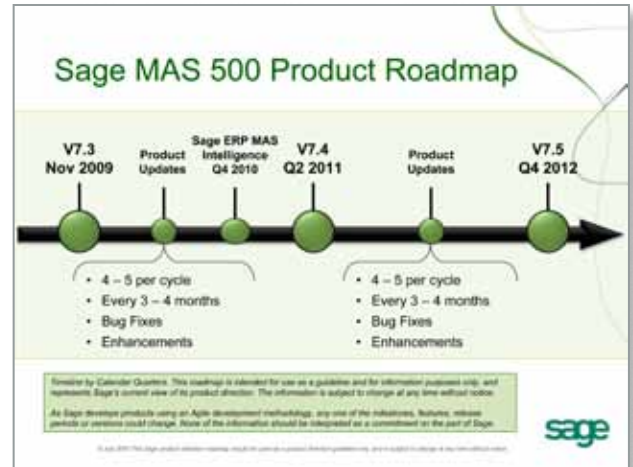 Sage MAS 500 Product Roadmap
V7.3
Nov 2009
Product
Updates
Sage ERP MAS
Intelligence
Q4 2010
V7.4
Q2 2011
Product
Updates
V7.5
Q4 2012
• 4 – 5 per cycle
• Every 3 – 4 months
• Bug Fixes
• Enhancements
• 4 – 5 per cycle
• Every 3 – 4 months
• Bug Fixes
• Enhancements
Timeline by Calendar Quarters. This roadmap is intended for use as a guideline and for information purposes only, and
represents Sage's current view of its product direction. The information is subject to change at any time without notice.
As Sage develops products using an Agile development methodology, any one of the milestones, features, release
periods or versions could change. None of the information should be interpreted as a commitment on the part of Sage.
sage